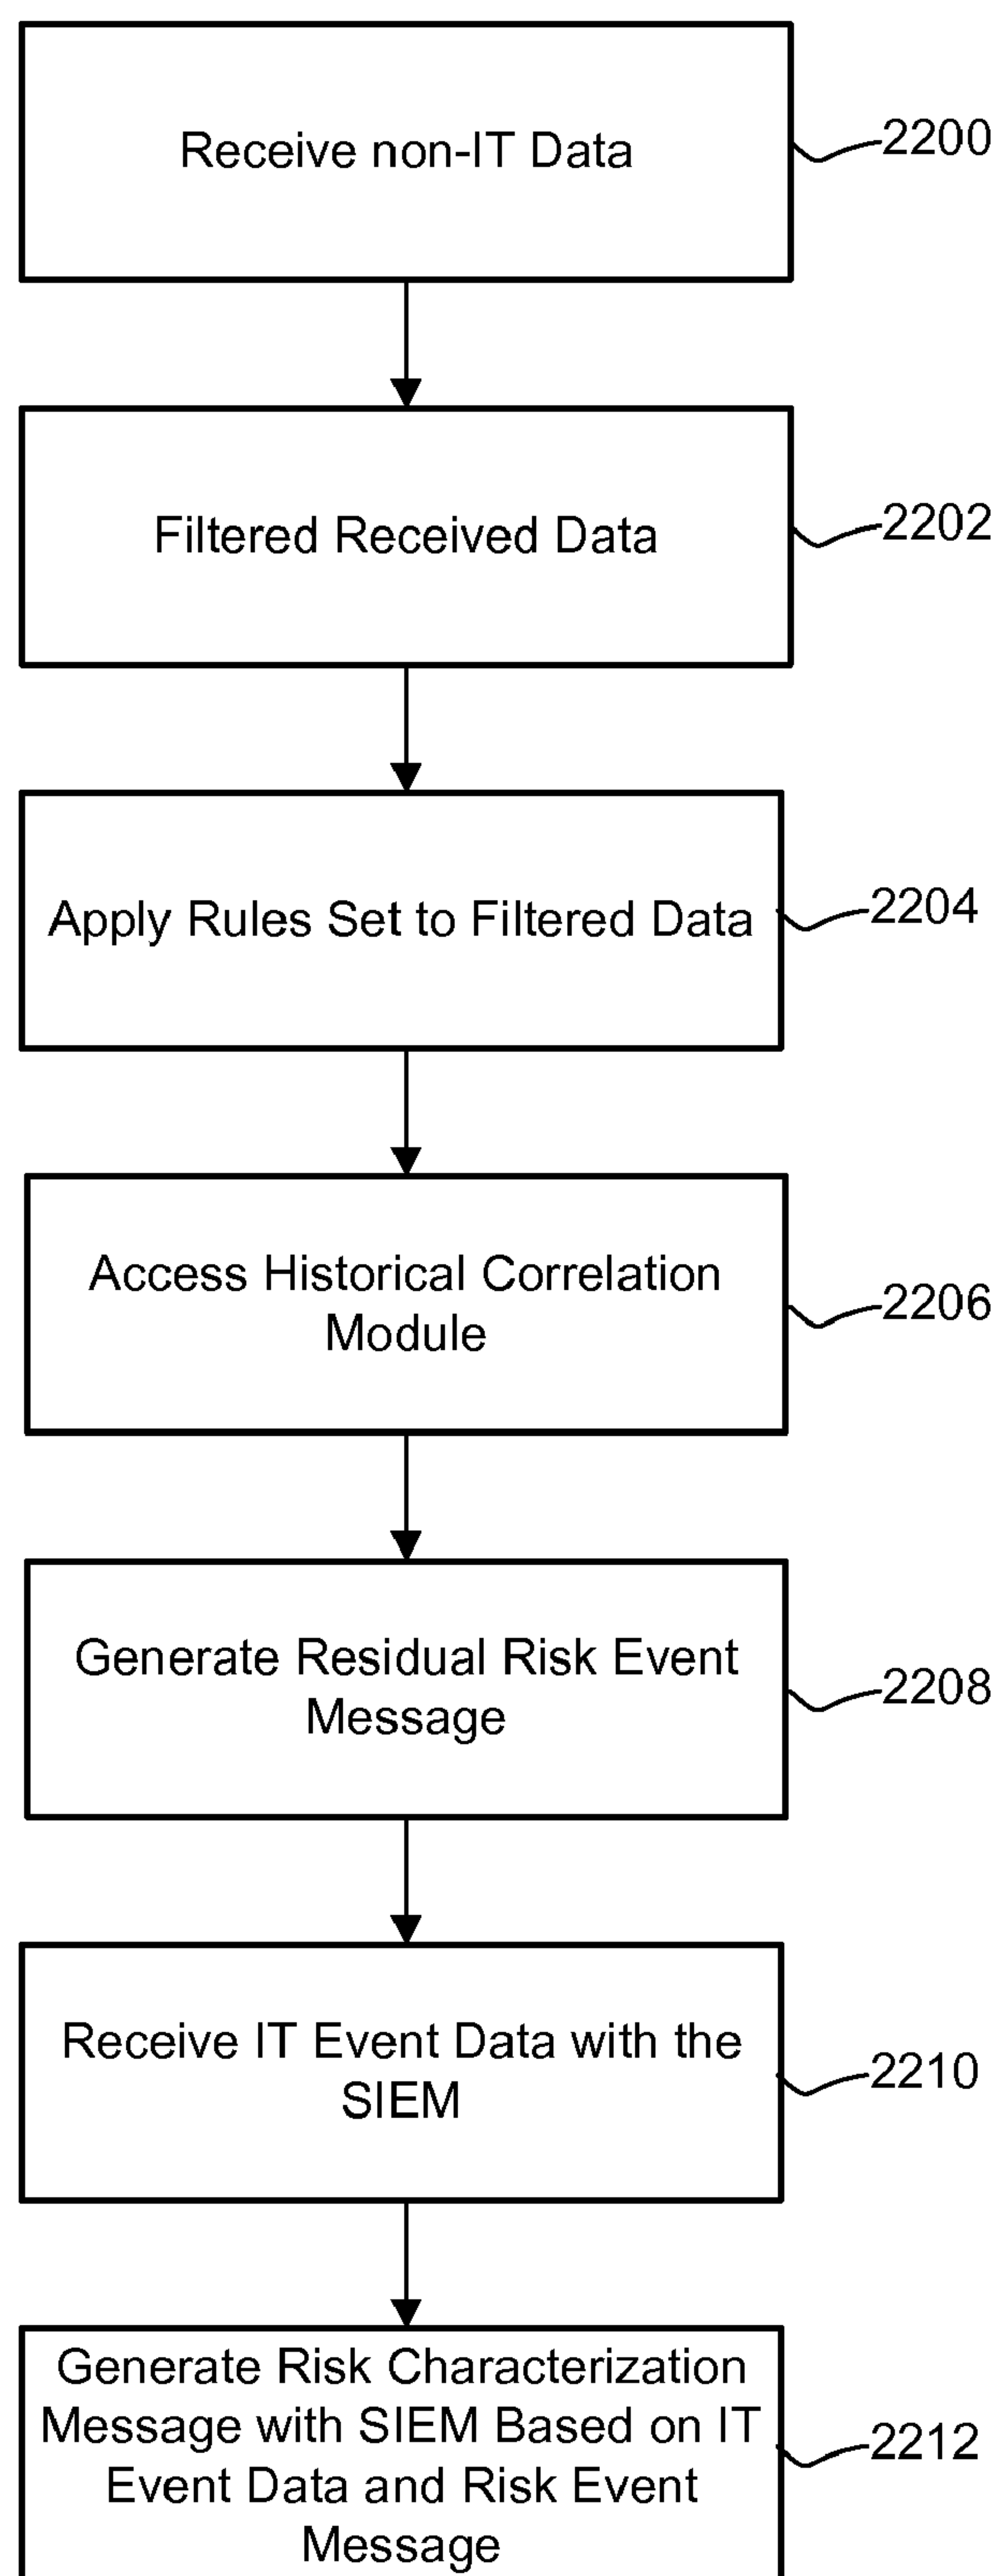 Receive non-IT Data
2200
Filtered Received Data
2202
Apply Rules Set to Filtered Data
2204
Access Historical Correlation
Module
2206
Generate Residual Risk Event
Message
2208
Receive IT Event Data with the
SIEM
2210
Generate Risk Characterization
Message with SIEM Based on IT
Event Data and Risk Event
Message
2212